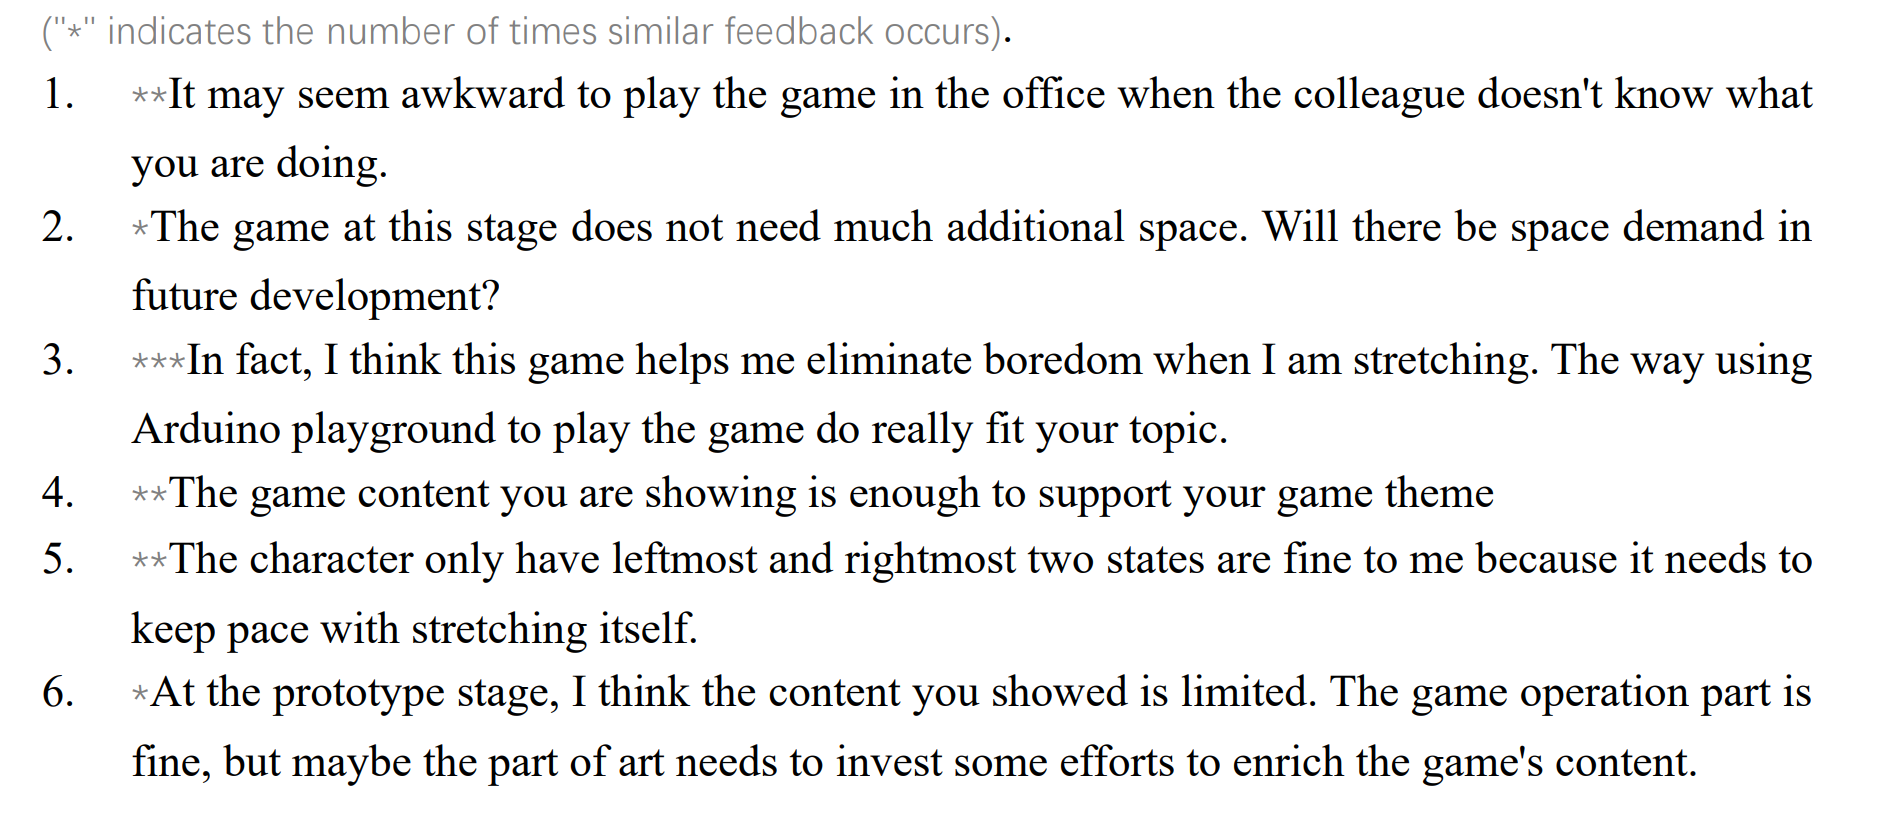 ("*" indicates the number of times similar feedback occurs).
1. **It may seem awkward to play the game in the office when the colleague doesn't know what
you are doing.
2. *The game at this stage does not need much additional space. Will there be space demand in
future development?
3. ***In fact, I think this game helps me eliminate boredom when I am stretching. The way using
Arduino playground to play the game do really fit your topic.
4. **The game content you are showing is enough to support your game theme
5. **The character only have leftmost and rightmost two states are fine to me because it needs to
keep pace with stretching itself.
6. *At the prototype stage, I think the content you showed is limited. The game operation part is
fine, but maybe the part of art needs to invest some efforts to enrich the game's content.